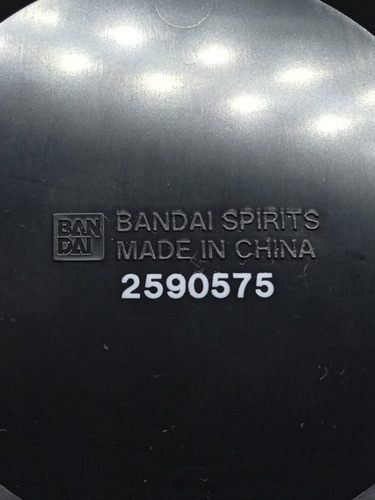 BAN
DAI
BANDAI SPIRITS
MADE IN CHINA
2590575